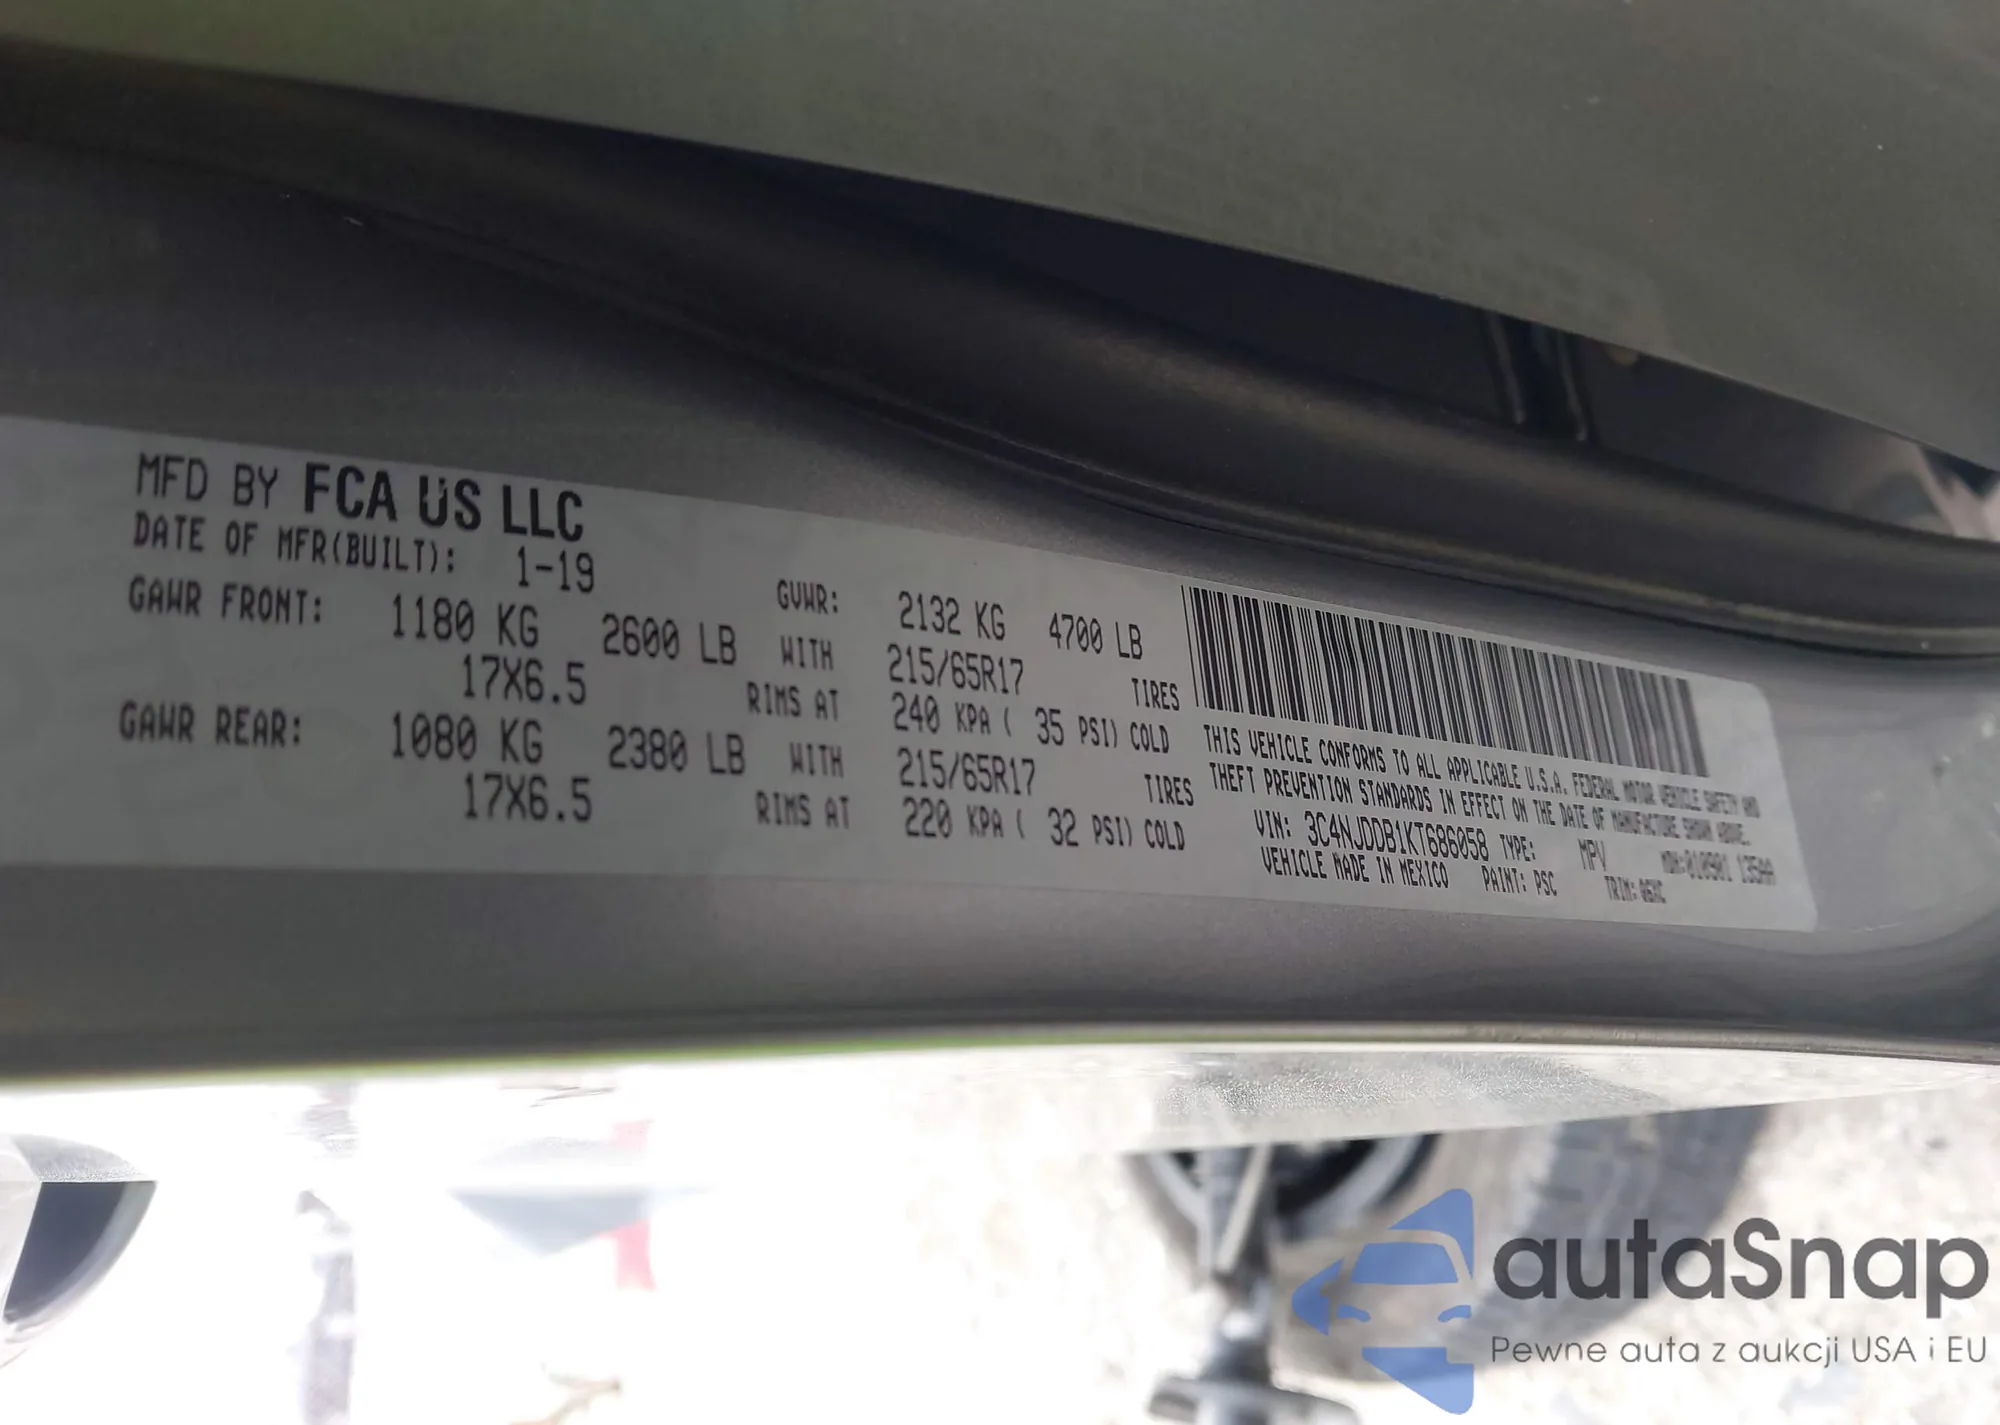 MFD BY FCA US LLC
DATE OF MFR(BUILT): 1-19
GAWR FRONT: 1180 KG 2600 LB
17X6.5
GAWR REAR: 1080 KG 2380 LB
17X6.5
GVWR: 2132 KG 4700 LB
WITH 215/65R17 TIRES
RIMS AT 240 KPA ( 35 PSI) COLD
WITH 215/65R17 TIRES
RIMS AT 220 KPA ( 32 PSI) COLD
THIS VEHICLE CONFORMS TO ALL APPLICABLE U.S.A. FEDERAL MOTOR VEHICLE SAFETY AND
THEFT PREVENTION STANDARDS IN EFFECT ON THE DATE OF MANUFACTURE SHOWN ABOVE.
VIN: 3C4NJDDB1KT686058 TYPE: MPV MDH:010901 135AA
VEHICLE MADE IN MEXICO PAINT: PSC TRIM:
autaSnap
Pewne auta z aukcji USA i EU